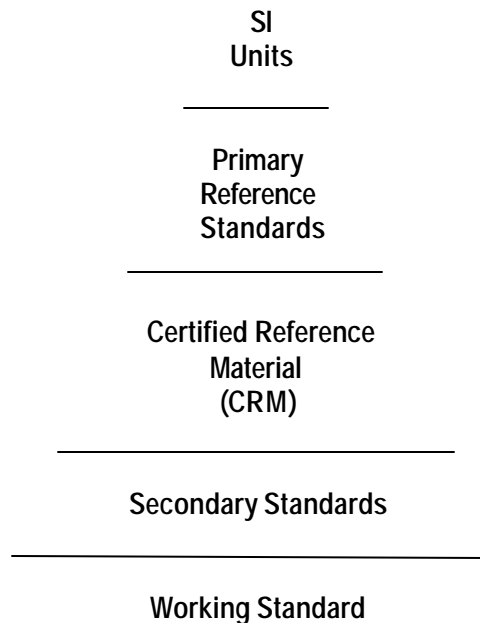 SI
Units
Primary
Reference
Standards
Certified Reference
Material
(CRM)
Secondary Standards
Working Standard